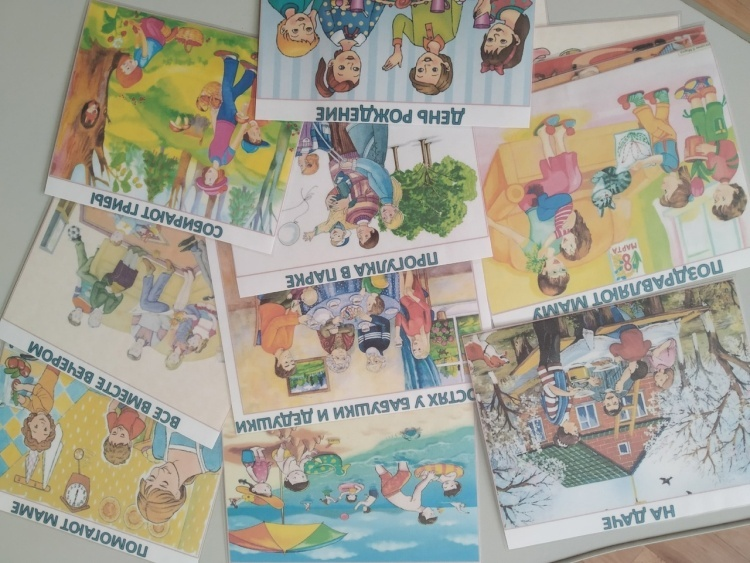 ДЕНЬ РОЖДЕНИЕ
СОБИРАЮТ ГРИБЫ
ПРОГУЛКА В ПАРКЕ
8
МАРТА
ПОЗДРАВЛЯЮТ МАМУ
ВСЕ ВМЕСТЕ ВЕЧЕРОМ
ОСТЯХ У БАБУШКИ И ДЕДУШКИ
НА ДАЧЕ
ПОМОГАЮТ МАМЕ